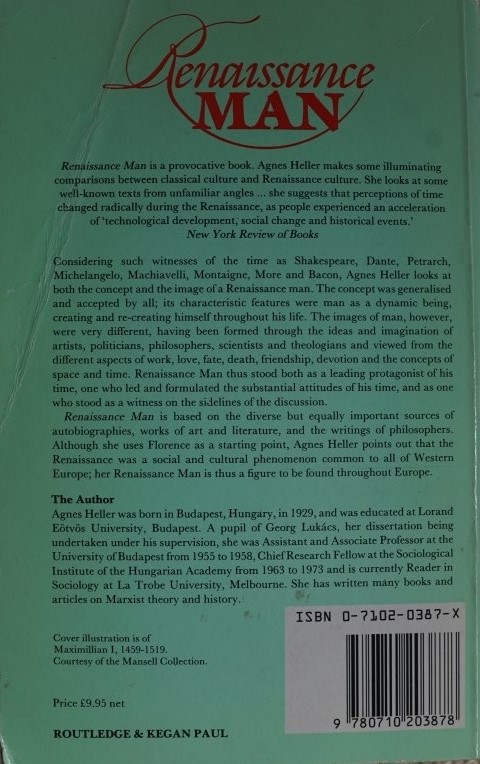 Renaissance
MAN
Renaissance Man is a provocative book. Agnes Heller makes some illuminating
comparisons between classical culture and Renaissance culture. She looks at some
well-known texts from unfamiliar angles ... she suggests that perceptions of time
changed radically during the Renaissance, as people experienced an acceleration
of ‘technological development, social change and historical events.’
New York Review of Books
Considering such witnesses of the time as Shakespeare, Dante, Petrarch,
Michelangelo, Machiavelli, Montaigne, More and Bacon, Agnes Heller looks at
both the concept and the image of a Renaissance man. The concept was generalised
and accepted by all; its characteristic features were man as a dynamic being,
creating and re-creating himself throughout his life. The images of man, however,
were very different, having been formed through the ideas and imagination of
artists, politicians, philosophers, scientists and theologians and viewed from the
different aspects of work, love, fate, death, friendship, devotion and the concepts of
space and time. Renaissance Man thus stood both as a leading protagonist of his
time, one who led and formulated the substantial attitudes of his time, and as one
who stood as a witness on the sidelines of the discussion.
Renaissance Man is based on the diverse but equally important sources of
autobiographies, works of art and literature, and the writings of philosophers.
Although she uses Florence as a starting point, Agnes Heller points out that the
Renaissance was a social and cultural phenomenon common to all of Western
Europe; her Renaissance Man is thus a figure to be found throughout Europe.
The Author
Agnes Heller was born in Budapest, Hungary, in 1929, and was educated at Lorand
Eötvös University, Budapest. A pupil of Georg Lukács, her dissertation being
undertaken under his supervision, she was Assistant and Associate Professor at the
University of Budapest from 1955 to 1958, Chief Research Fellow at the Sociological
Institute of the Hungarian Academy from 1963 to 1973 and is currently Reader in
Sociology at La Trobe University, Melbourne. She has written many books and
articles on Marxist theory and history.
ISBN 0-7102-0387-X
Cover illustration is of
Maximillian I, 1459-1519.
Courtesy of the Mansell Collection.
Price £9.95 net
9 780710 203878
ROUTLEDGE & KEGAN PAUL